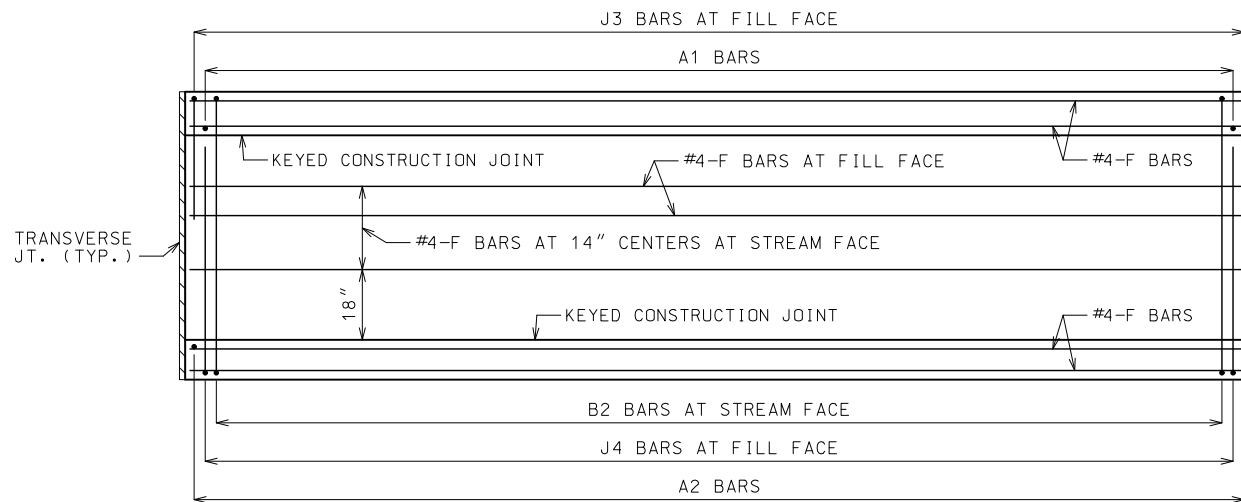 J3 BARS AT FILL FACE
A1 BARS
KEYED CONSTRUCTION JOINT
#4-F BARS AT FILL FACE
#4-F BARS
TRANSVERSE
JT. (TYP.)
#4-F BARS AT 14" CENTERS AT STREAM FACE
18"
KEYED CONSTRUCTION JOINT
#4-F BARS
B2 BARS AT STREAM FACE
J4 BARS AT FILL FACE
A2 BARS